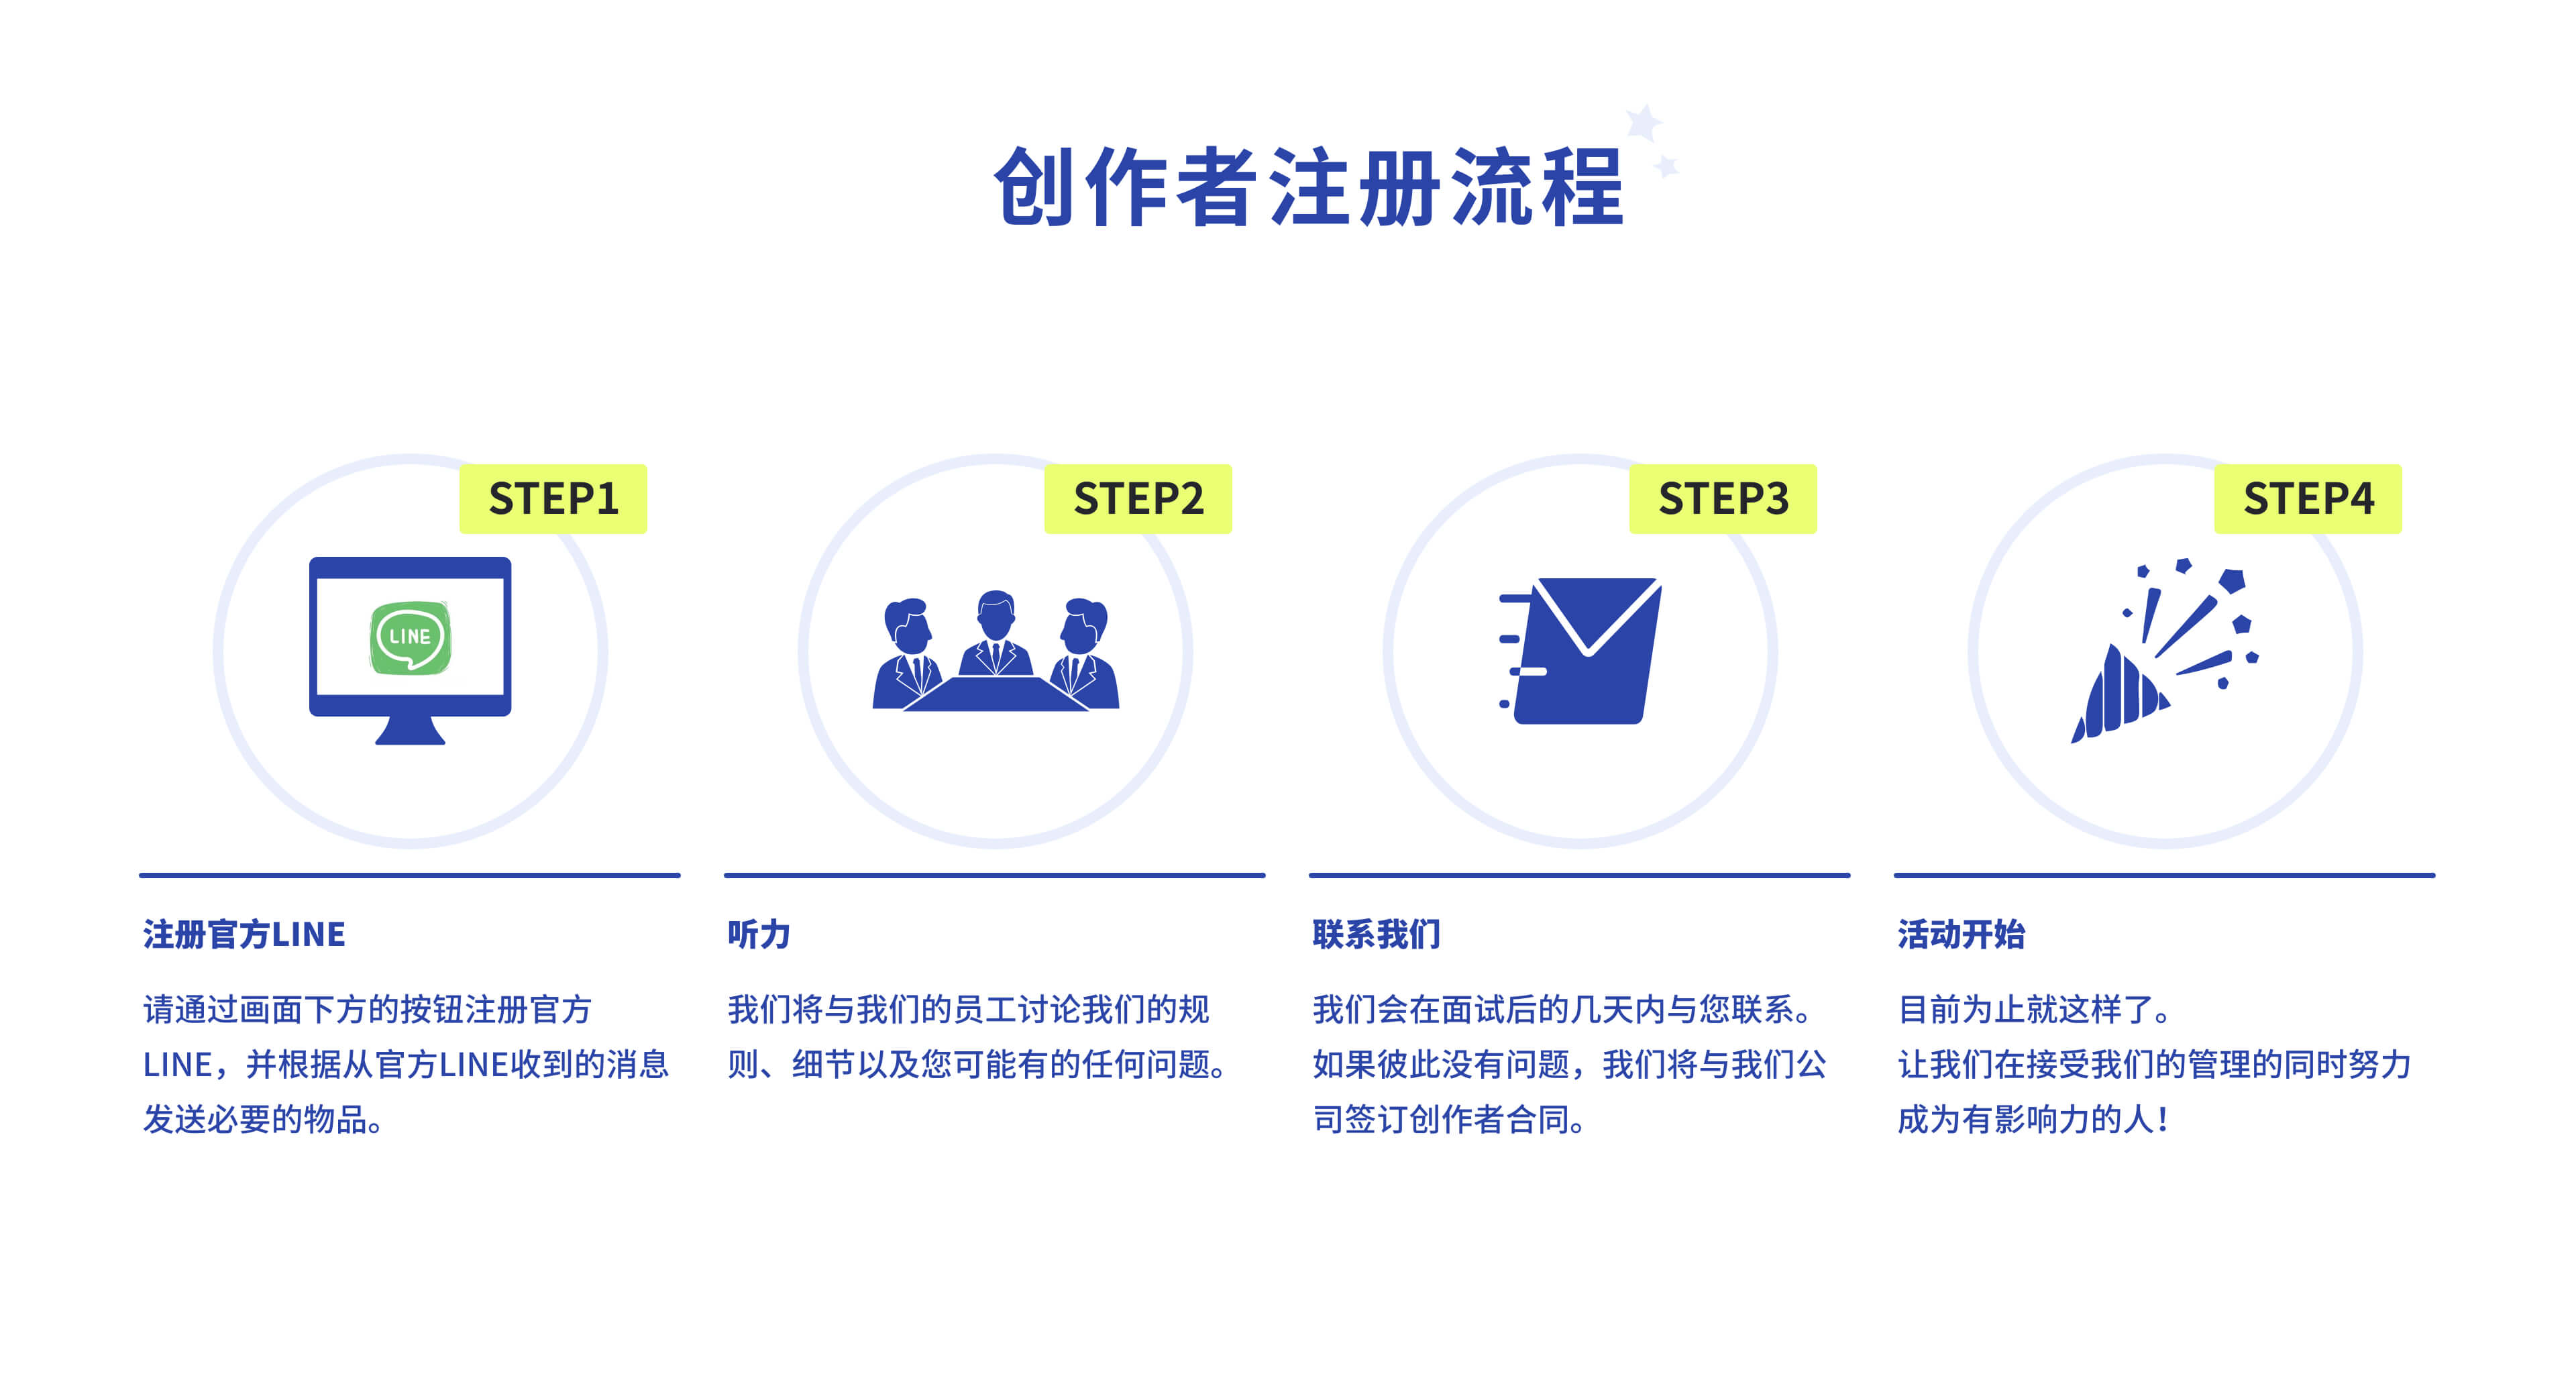 创作者注册流程
STEP1
LINE
注册官方LINE
请通过画面下方的按钮注册官方
LINE，并根据从官方LINE收到的消息
发送必要的物品。
STEP2
听力
我们将与我们的员工讨论我们的规
则、细节以及您可能有的任何问题。
STEP3
联系我们
我们会在面试后的几天内与您联系。
如果彼此没有问题，我们将与我们公
司签订创作者合同。
STEP4
活动开始
目前为止就这样了。
让我们在接受我们的管理的同时努力
成为有影响力的人！